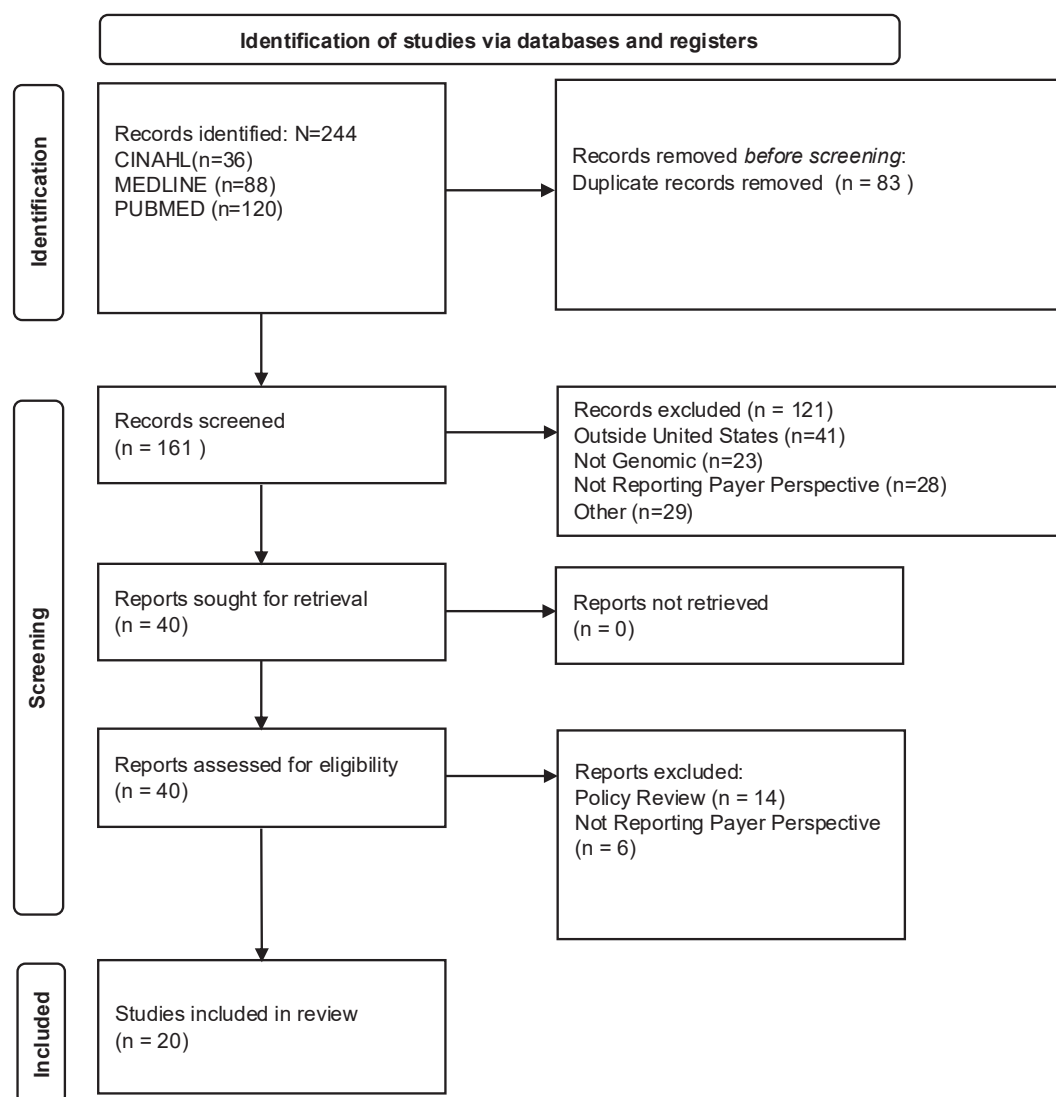 Identification of studies via databases and registers
Identification
Records identified: N=244
CINAHL(n=36)
MEDLINE (n=88)
PUBMED (n=120)
Records removed before screening:
Duplicate records removed (n = 83 )
Screening
Records screened
(n = 161 )
Records excluded (n = 121)
Outside United States (n=41)
Not Genomic (n=23)
Not Reporting Payer Perspective (n=28)
Other (n=29)
Reports sought for retrieval
(n = 40)
Reports not retrieved
(n = 0)
Reports assessed for eligibility
(n = 40)
Reports excluded:
Policy Review (n = 14)
Not Reporting Payer Perspective
(n = 6)
Included
Studies included in review
(n = 20)